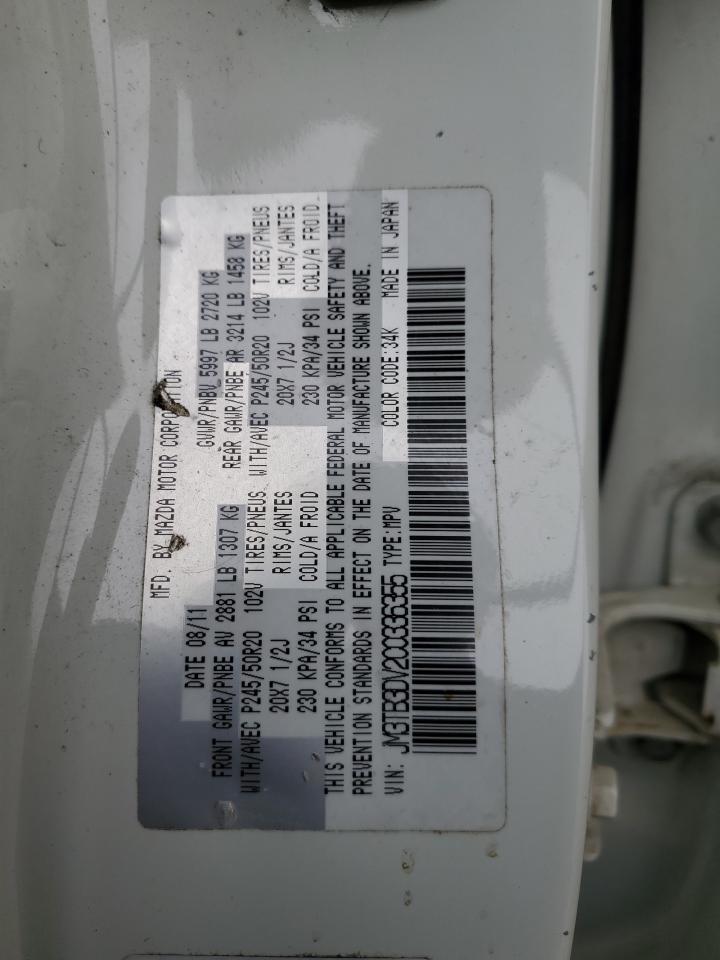 MFD. BY MAZDA MOTOR CORPORATION
DATE 08/11 GVWR/PNBV 5997 LB 2720 KG
FRONT GAWR/PNBE AV 2881 LB 1307 KG REAR GAWR/PNBE AR 3214 LB 1458 KG
WITH/AVEC P245/50R20 102V TIRES/PNEUS WITH/AVEC P245/50R20 102V TIRES/PNEUS
20X7 1/2J RIMS/JANTES 20X7 1/2J RIMS/JANTES
230 KPA/34 PSI COLD/A FROID 230 KPA/34 PSI COLD/A FROID
THIS VEHICLE CONFORMS TO ALL APPLICABLE FEDERAL MOTOR VEHICLE SAFETY AND THEFT
PREVENTION STANDARDS IN EFFECT ON THE DATE OF MANUFACTURE SHOWN ABOVE.
VIN: JM3TB3DV2C0336355 TYPE:MPV COLOR CODE:34K MADE IN JAPAN